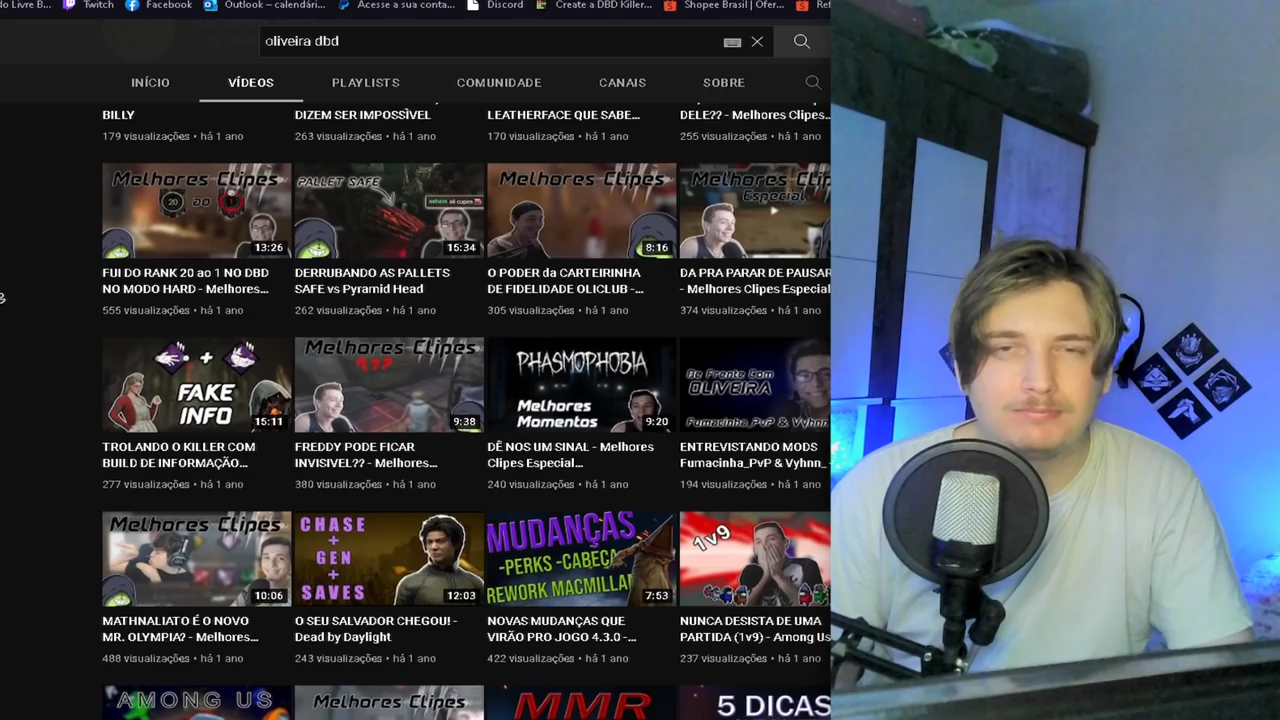 do Livre B...
Twitch
Facebook
Outlook – calendári...
Acesse a sua conta...
Discord
Create a DBD Killer...
Shopee Brasil | Ofer...
Ref
oliveira dbd
INÍCIO
VÍDEOS
PLAYLISTS
COMUNIDADE
CANAIS
SOBRE
BILLY
179 visualizações • há 1 ano
DIZEM SER IMPOSSÌVEL
263 visualizações • há 1 ano
LEATHERFACE QUE SABE...
170 visualizações • há 1 ano
DELE?? - Melhores Clipes...
255 visualizações • há 1 ano
Melhores Clipes
20 ao 1
13:26
FUI DO RANK 20 ao 1 NO DBD
NO MODO HARD - Melhores...
555 visualizações • há 1 ano
PALLET SAFE
15:34
DERRUBANDO AS PALLETS
SAFE vs Pyramid Head
262 visualizações • há 1 ano
Melhores Clipes
8:16
O PODER da CARTEIRINHA
DE FIDELIDADE OLICLUB -...
305 visualizações • há 1 ano
Melhores Clip
Especial
DA PRA PARAR DE PAUSAR
- Melhores Clipes Especial
374 visualizações • há 1 ano
FAKE
INFO
15:11
TROLANDO O KILLER COM
BUILD DE INFORMAÇÃO...
277 visualizações • há 1 ano
Melhores Clipes
9:38
FREDDY PODE FICAR
INVISIVEL?? - Melhores...
380 visualizações • há 1 ano
PHASMOPHOBIA
Melhores
Momentos
9:20
DÊ NOS UM SINAL - Melhores
Clipes Especial...
240 visualizações • há 1 ano
De Frente Com
OLIVEIRA
Fumacinha_PvP & Vyhnn_
ENTREVISTANDO MODS
Fumacinha_PvP & Vyhnn_
194 visualizações • há 1 ano
Melhores Clipes
10:06
MATHNALIATO É O NOVO
MR. OLYMPIA? - Melhores...
488 visualizações • há 1 ano
CHASE
+
GEN
+
SAVES
12:03
O SEU SALVADOR CHEGOU! -
Dead by Daylight
243 visualizações • há 1 ano
MUDANÇAS
-PERKS -CABEÇA
REWORK MACMILLAN
7:53
NOVAS MUDANÇAS QUE
VIRÃO PRO JOGO 4.3.0 -...
422 visualizações • há 1 ano
1v9
NUNCA DESISTA DE UMA
PARTIDA (1v9) - Among Us
237 visualizações • há 1 ano
AMONG US
Melhores Clipes
MMR
5 DICAS